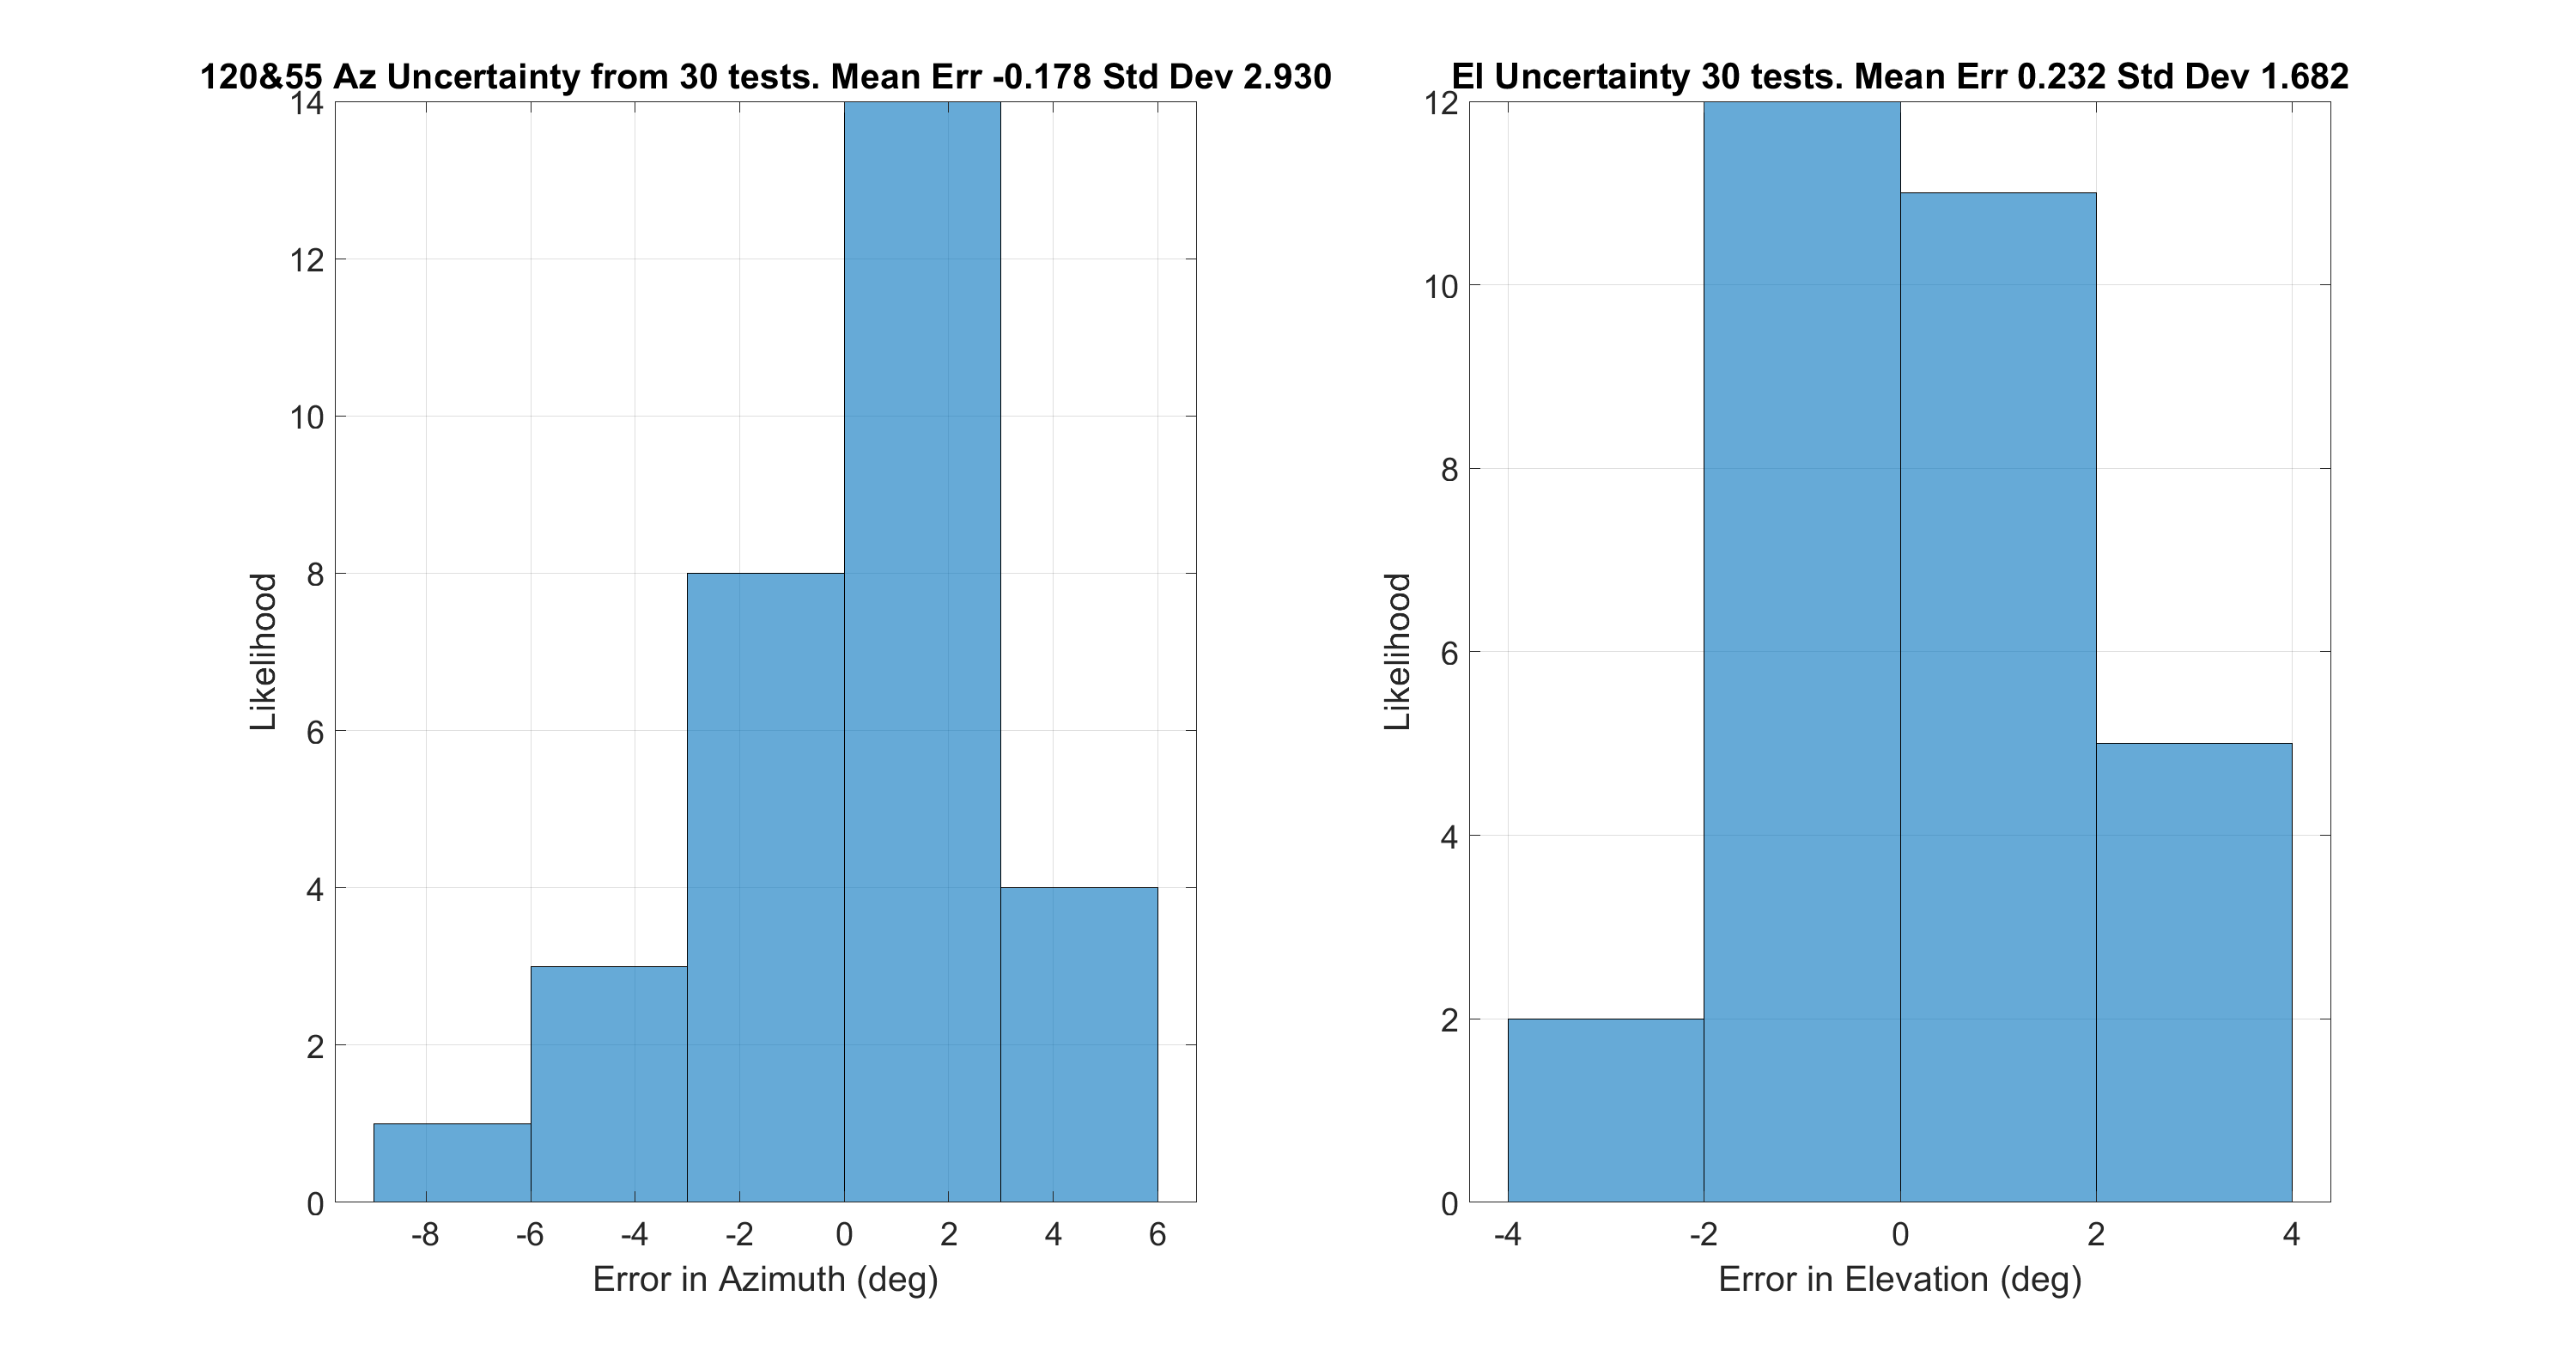 120&55 Az Uncertainty from 30 tests. Mean Err -0.178 Std Dev 2.930
14
12
10
8
6
4
2
0
Likelihood
-8 -6 -4 -2 0 2 4 6
Error in Azimuth (deg)
El Uncertainty 30 tests. Mean Err 0.232 Std Dev 1.682
12
10
8
6
4
2
0
Likelihood
-4 -2 0 2 4
Error in Elevation (deg)